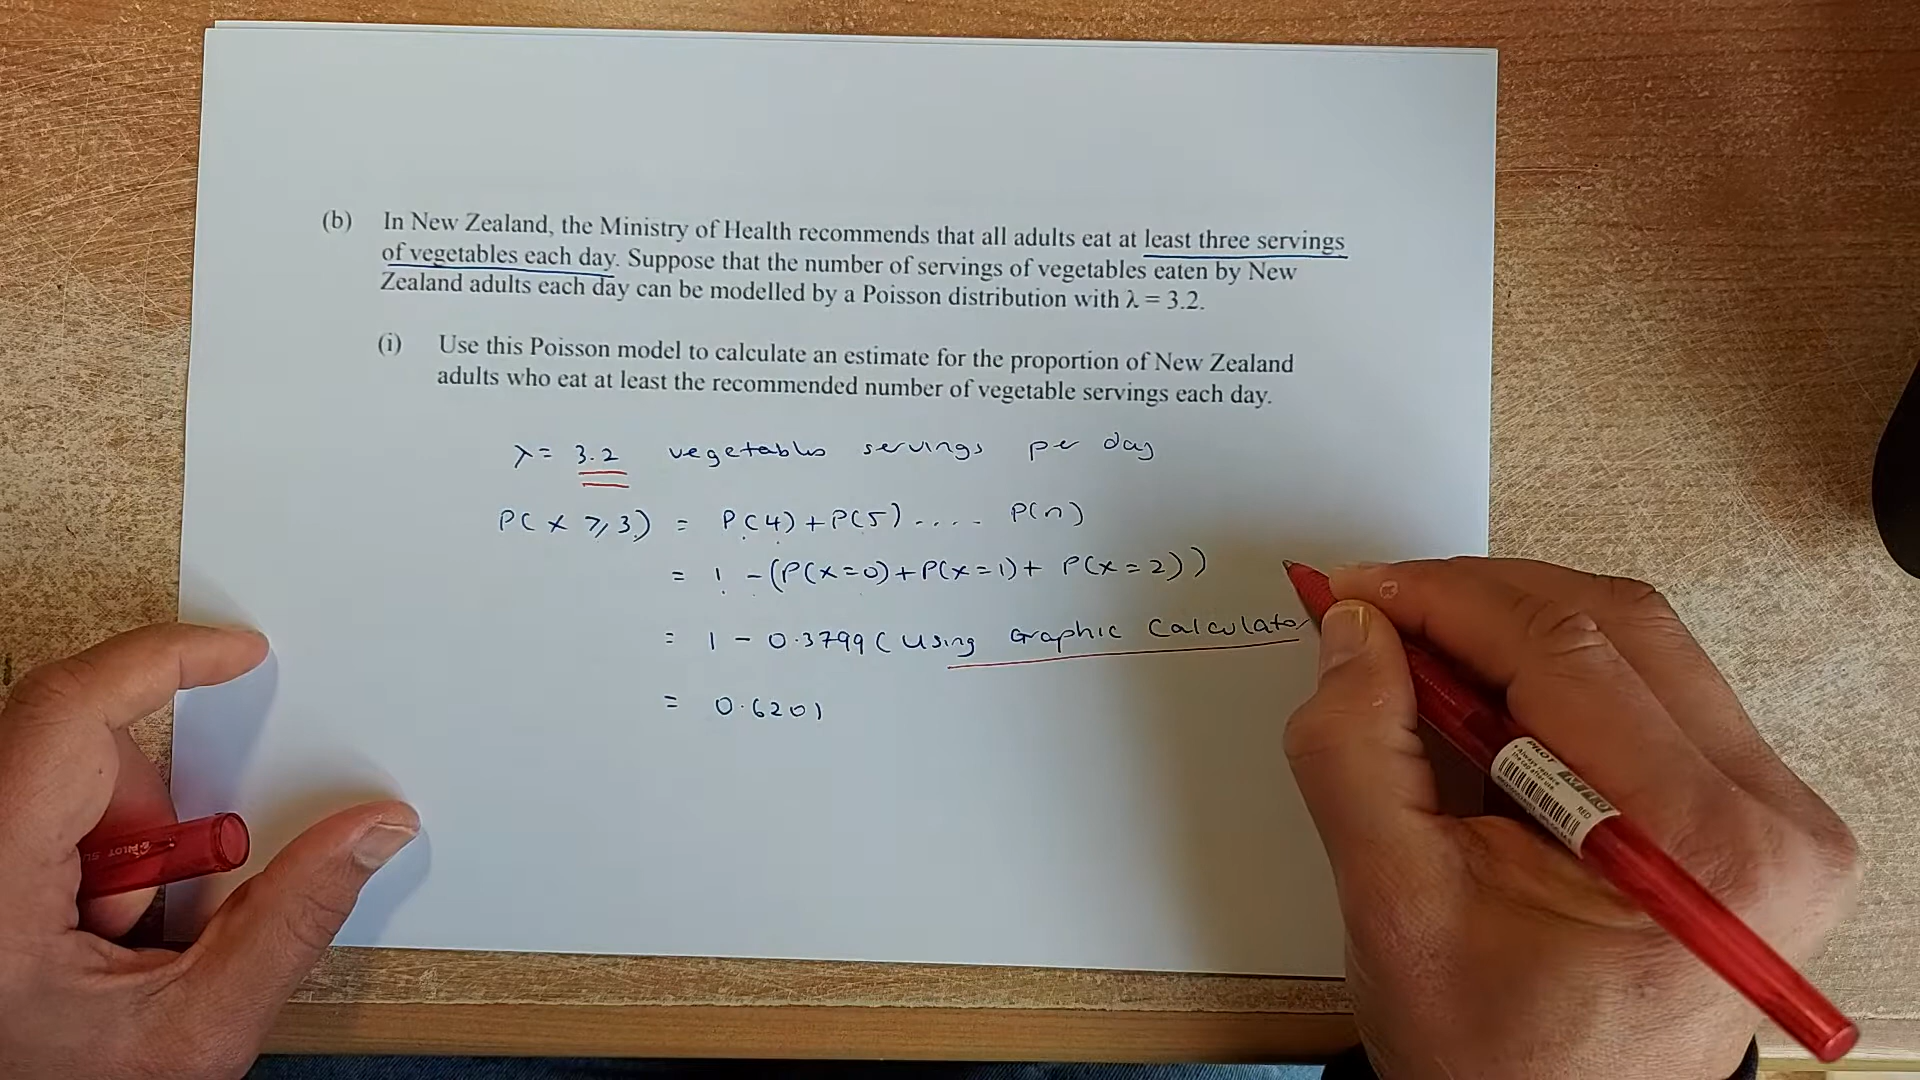 (b) In New Zealand, the Ministry of Health recommends that all adults eat at least three servings
of vegetables each day. Suppose that the number of servings of vegetables eaten by New
Zealand adults each day can be modelled by a Poisson distribution with λ = 3.2.
(i) Use this Poisson model to calculate an estimate for the proportion of New Zealand
adults who eat at least the recommended number of vegetable servings each day.
λ = 3.2 vegetables servings per day
P(x ⩾ 3) = P(4) + P(5) .... P(n)
= 1 - (P(x=0) + P(x=1) + P(x=2))
= 1 - 0.3799 (Using Graphic Calculator
= 0.6201
PILOT
RED
PILOT